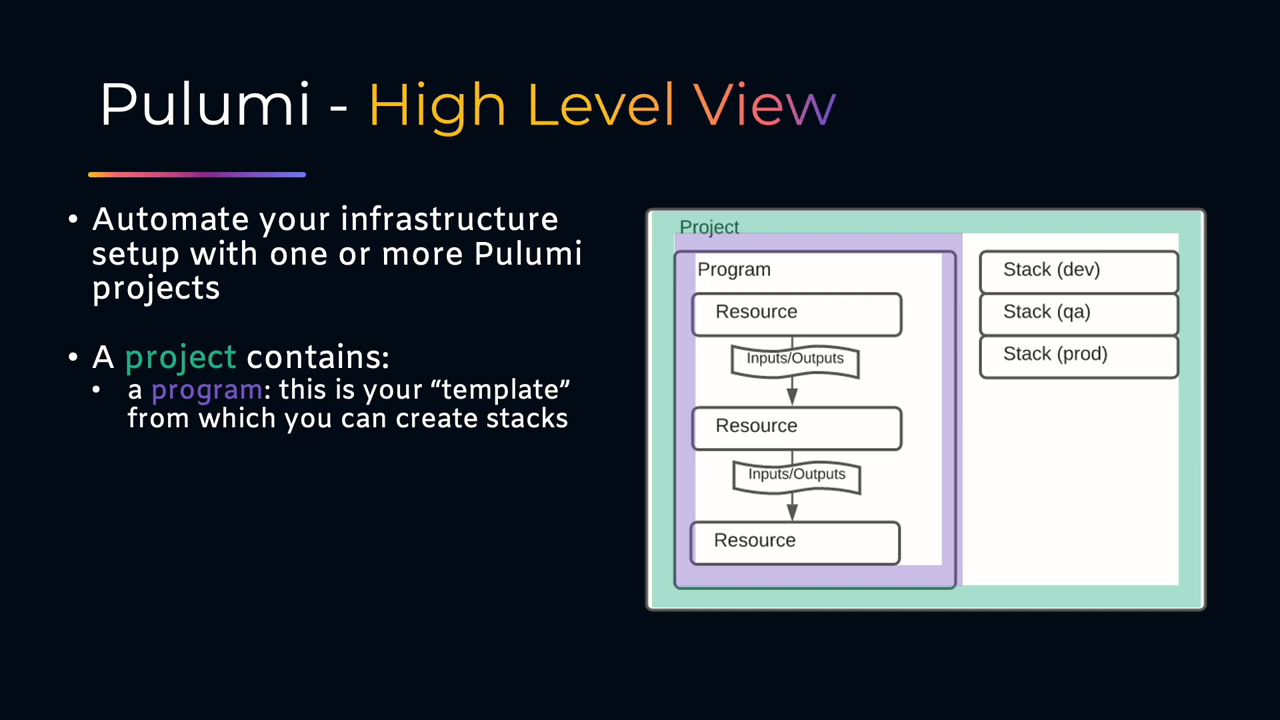 Pulumi - High Level View
• Automate your infrastructure
setup with one or more Pulumi
projects
• A project contains:
• a program: this is your “template”
from which you can create stacks
Project
Program
Resource
Inputs/Outputs
Resource
Inputs/Outputs
Resource
Stack (dev)
Stack (qa)
Stack (prod)